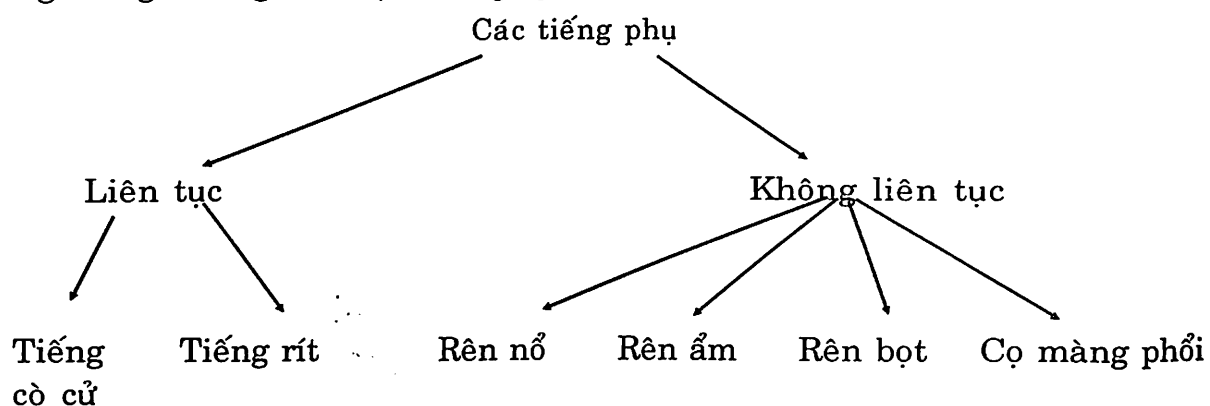 Các tiếng phụ
Liên tục
Không liên tục
Tiếng cò cử
Tiếng rít
Rên nổ
Rên ẩm
Rên bọt
Cọ màng phổi